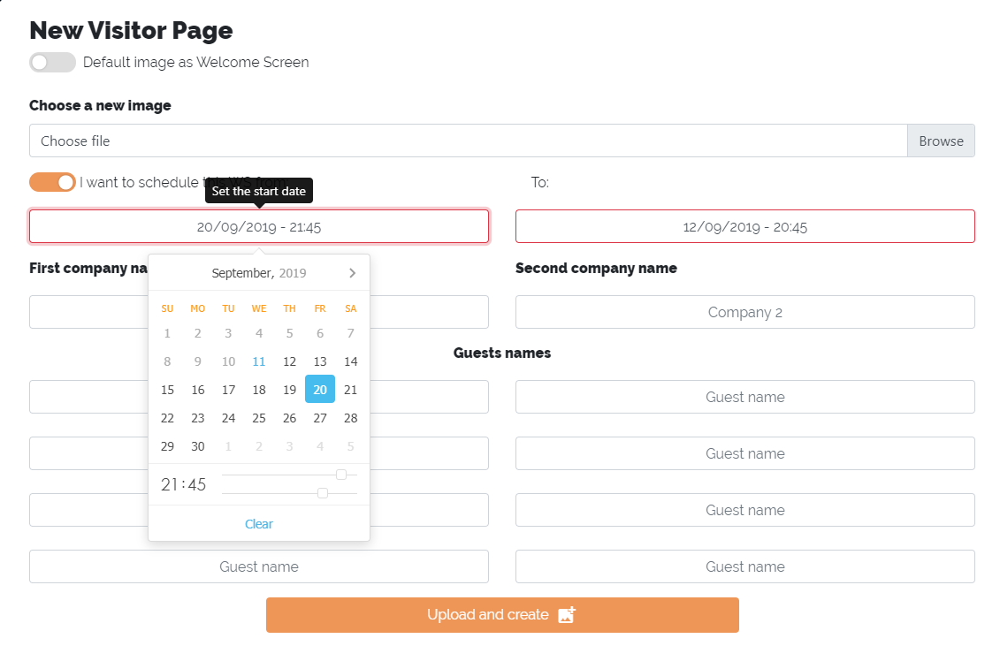 New Visitor Page
Default image as Welcome Screen
Choose a new image
Choose file Browse
I want to schedule this WS from: To:
Set the start date
20/09/2019 - 21:45 12/09/2019 - 20:45
First company na Second company name
September, 2019
Company 2
SU MO TU WE TH FR SA
1 2 3 4 5 6 7
8 9 10 11 12 13 14
15 16 17 18 19 20 21
22 23 24 25 26 27 28
29 30 1 2 3 4 5
21:45
Clear
Guests names
Guest name
Guest name
Guest name
Guest name Guest name
Upload and create